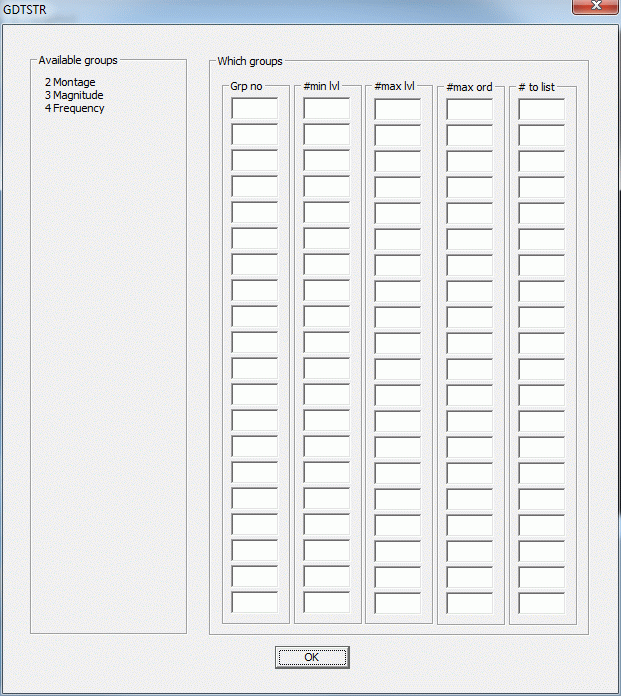 GDTSTR
Available groups
2 Montage
3 Magnitude
4 Frequency
Which groups
Grp no #min lvl #max lvl #max ord # to list
OK